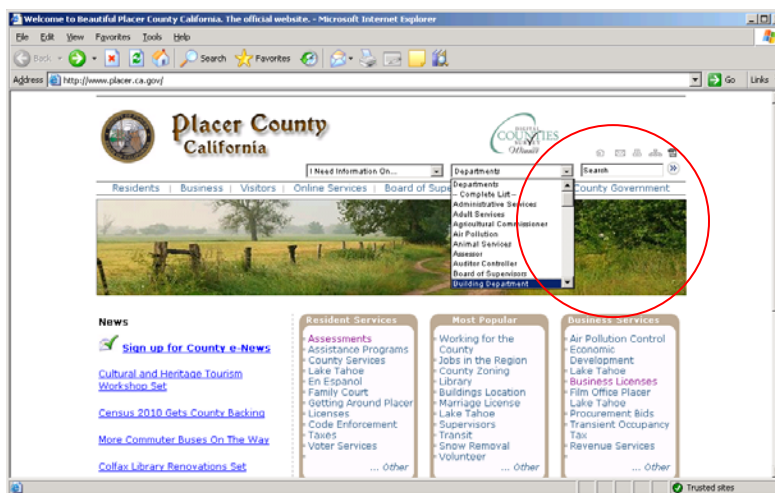 Welcome to Beautiful Placer County California. The official website. - Microsoft Internet Explorer
File Edit View Favorites Tools Help
Back Search Favorites
Address http://www.placer.ca.gov/ Go Links
Placer County
California
DIGITAL
COUNTIES
SURVEY
Winner
I Need Information On... Departments Search
Residents | Business | Visitors | Online Services | Board of Supe County Government
Departments
-- Complete List --
Administrative Services
Adult Services
Agricultural Commissioner
Air Pollution
Animal Services
Assessor
Auditor Controller
Board of Supervisors
Building Department
News
Sign up for County e-News
Cultural and Heritage Tourism
Workshop Set
Census 2010 Gets County Backing
More Commuter Buses On The Way
Colfax Library Renovations Set
Resident Services
Assessments
Assistance Programs
County Services
Lake Tahoe
En Espanol
Family Court
Getting Around Placer
Licenses
Code Enforcement
Taxes
Voter Services
... Other
Most Popular
Working for the
County
Jobs in the Region
County Zoning
Library
Buildings Location
Marriage License
Lake Tahoe
Supervisors
Transit
Snow Removal
Volunteer
... Other
Business Services
Air Pollution Control
Economic
Development
Lake Tahoe
Business Licenses
Film Office Placer
Lake Tahoe
Procurement Bids
Transient Occupancy
Tax
Revenue Services
... Other
Trusted sites